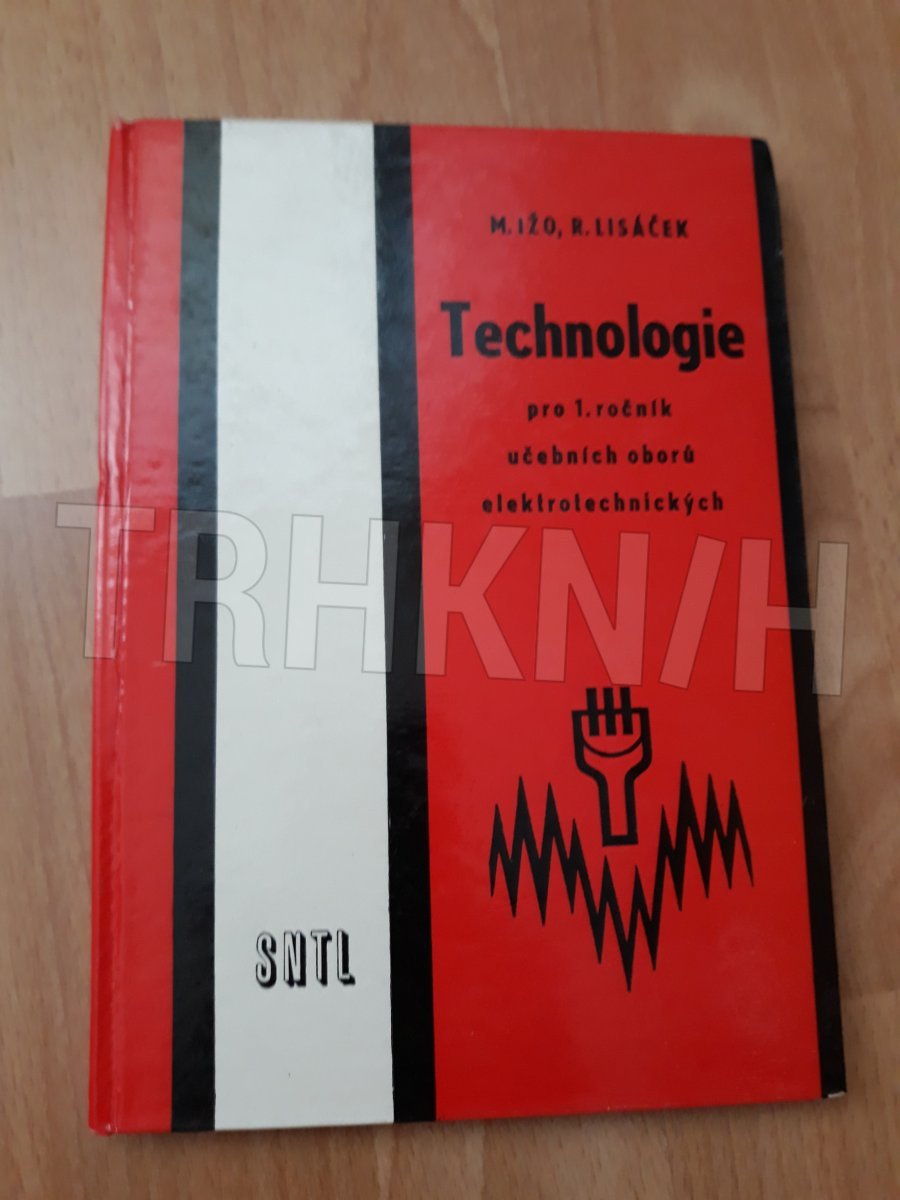 M. IŽO, R. LISÁČEK
Technologie
pro 1. ročník
učebních oborů
elektrotechnických
TRHKNIH
SNTL